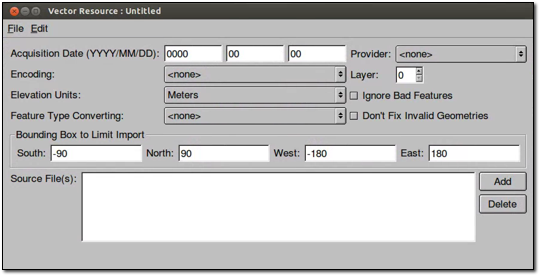 Vector Resource : Untitled
File Edit
Acquisition Date (YYYY/MM/DD): 0000 00 00 Provider: <none>
Encoding: <none> Layer: 0
Elevation Units: Meters Ignore Bad Features
Feature Type Converting: <none> Don't Fix Invalid Geometries
Bounding Box to Limit Import
South: -90 North: 90 West: -180 East: 180
Source File(s): Add
Delete